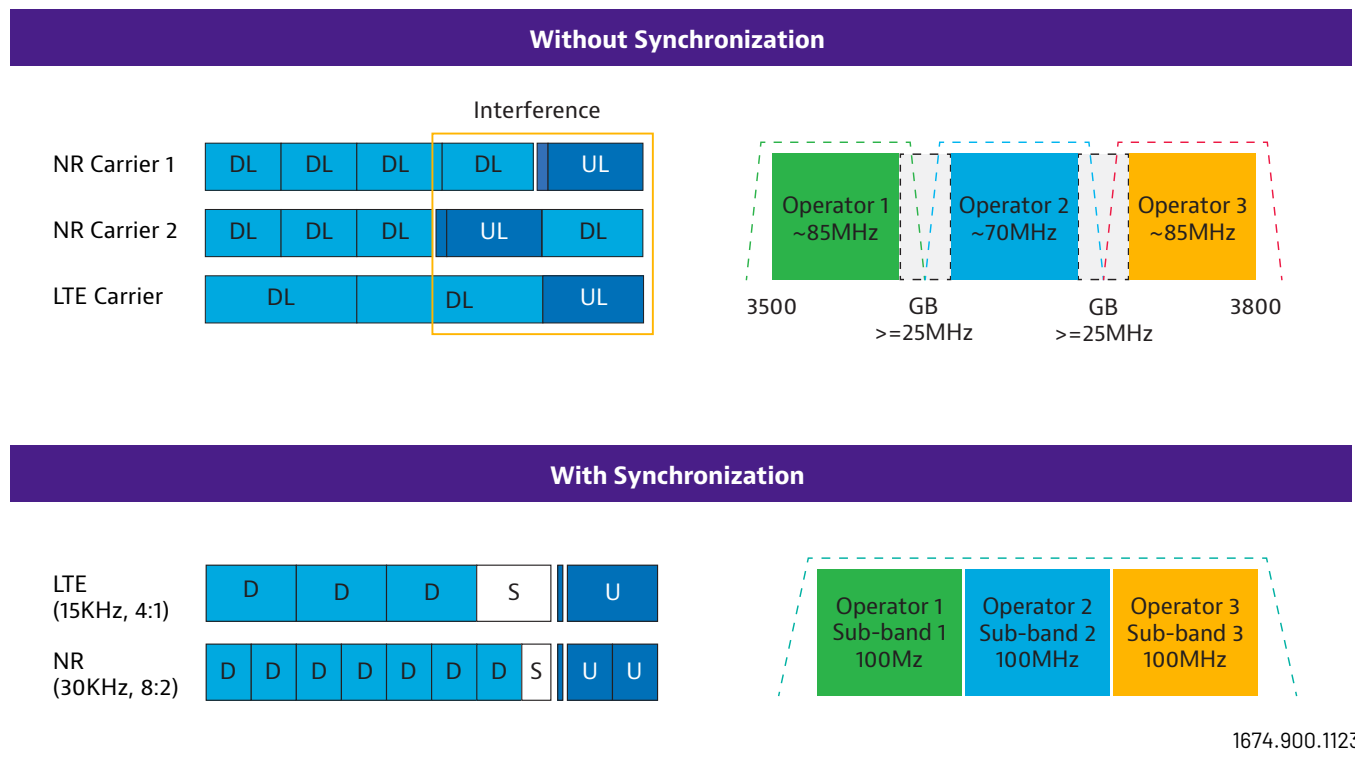 Without Synchronization
Interference
NR Carrier 1
DL DL DL DL UL
NR Carrier 2
DL DL DL UL DL
LTE Carrier
DL DL UL
Operator 1
~85MHz
Operator 2
~70MHz
Operator 3
~85MHz
3500
GB
>=25MHz
GB
>=25MHz
3800
With Synchronization
LTE
(15KHz, 4:1)
D D D S U
NR
(30KHz, 8:2)
D D D D D D D S U U
Operator 1
Sub-band 1
100Mz
Operator 2
Sub-band 2
100MHz
Operator 3
Sub-band 3
100MHz
1674.900.1123